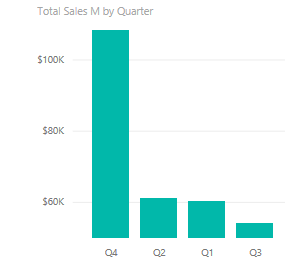 Total Sales M by Quarter
$100K
$80K
$60K
Q4 Q2 Q1 Q3